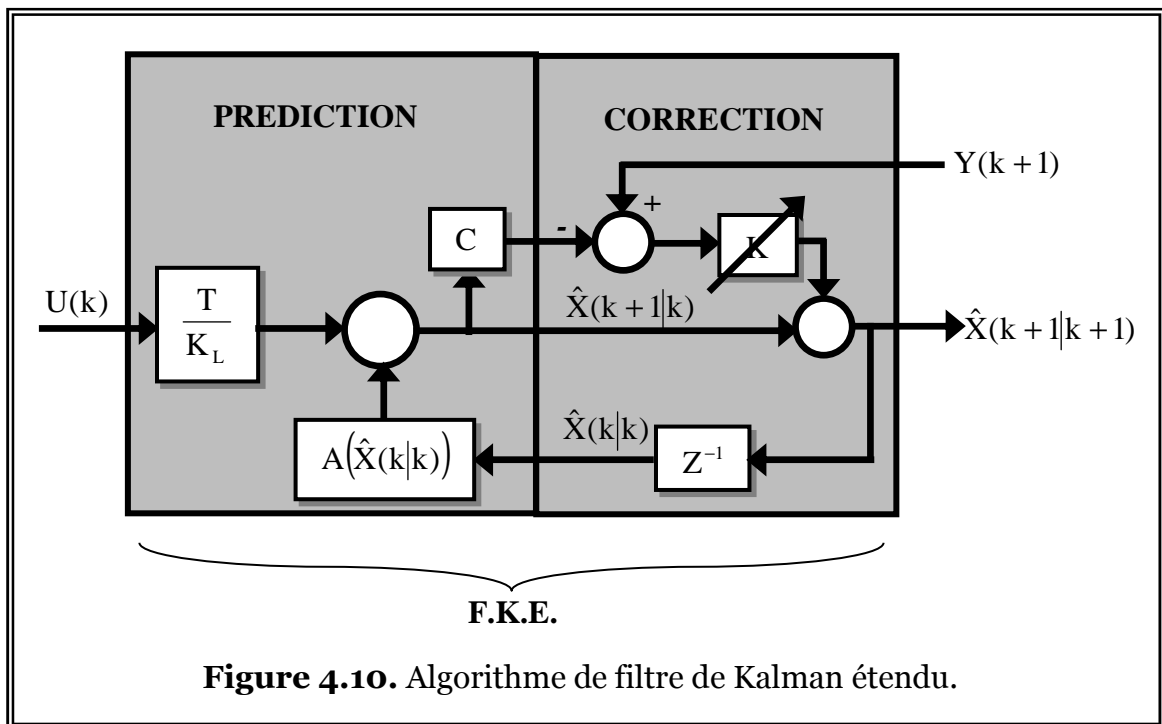 PREDICTION
CORRECTION
Y(k + 1)
+
-
C
K
U(k)
T
K_L
X̂(k + 1|k)
X̂(k + 1|k + 1)
A(X̂(k|k))
X̂(k|k)
Z⁻¹
F.K.E.
Figure 4.10. Algorithme de filtre de Kalman étendu.